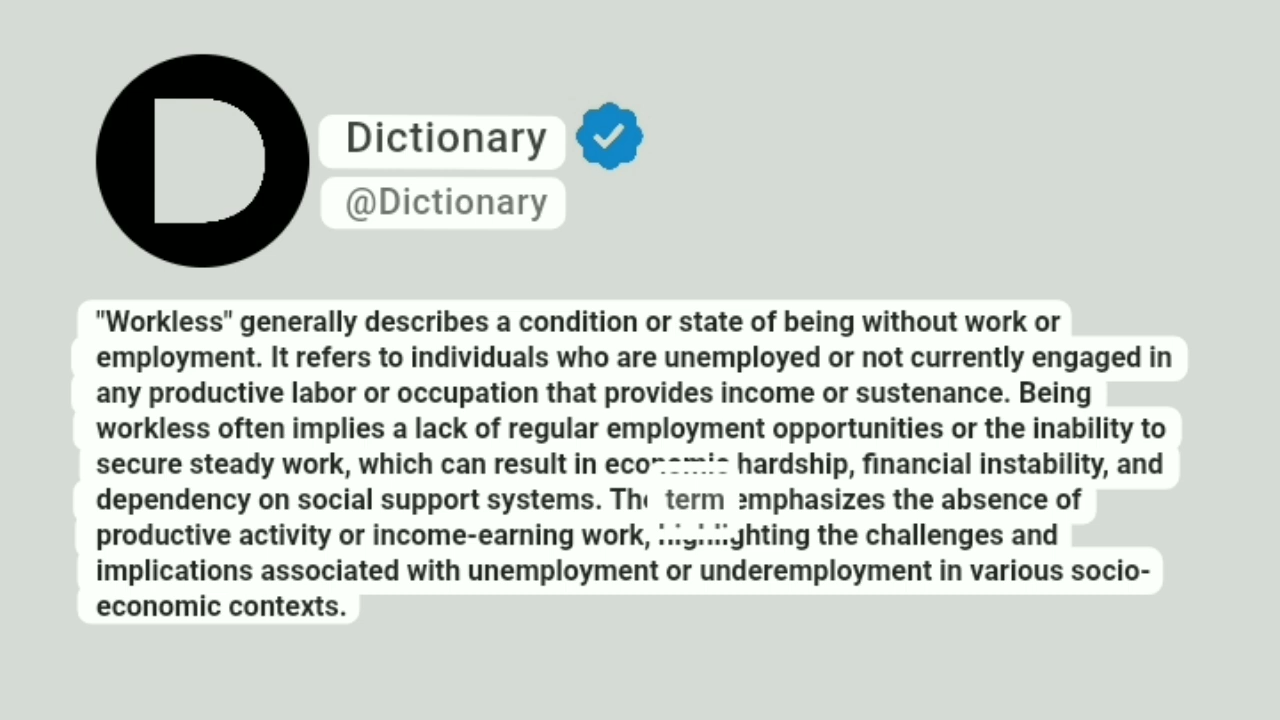 D
Dictionary
@Dictionary
"Workless" generally describes a condition or state of being without work or
employment. It refers to individuals who are unemployed or not currently engaged in
any productive labor or occupation that provides income or sustenance. Being
workless often implies a lack of regular employment opportunities or the inability to
secure steady work, which can result in economic hardship, financial instability, and
dependency on social support systems. The term emphasizes the absence of
productive activity or income-earning work, highlighting the challenges and
implications associated with unemployment or underemployment in various socio-
economic contexts.